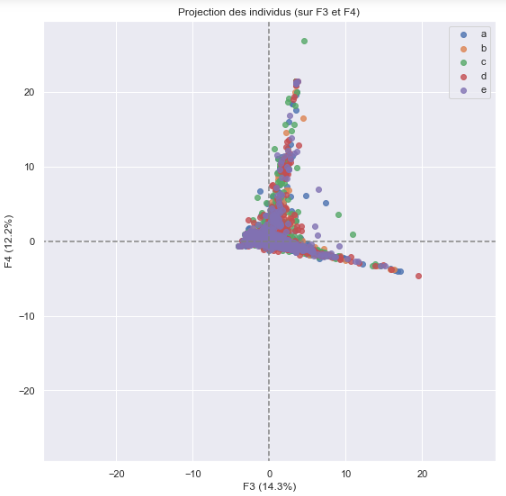 Projection des individus (sur F3 et F4)
a
b
c
d
e
20
10
0
−10
−20
F4 (12.2%)
−20 −10 0 10 20
F3 (14.3%)